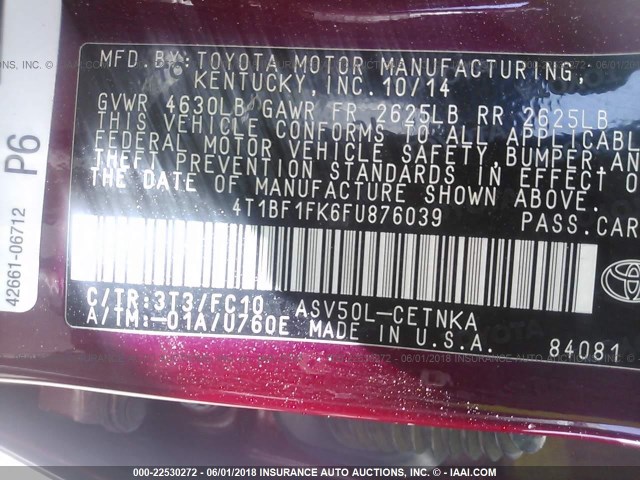 MFD. BY: TOYOTA MOTOR MANUFACTURING,
KENTUCKY, INC. 10/14
GVWR 4630LB GAWR FR 2625LB RR 2625LB
THIS VEHICLE CONFORMS TO ALL APPLICABL
FEDERAL MOTOR VEHICLE SAFETY, BUMPER AN
THEFT PREVENTION STANDARDS IN EFFECT O
THE DATE OF MANUFACTURE SHOWN ABOVE.
4T1BF1FK6FU876039 PASS. CAR
C/TR: 3T3/FC10 ASV50L-CETNKA
A/TM: -01A/U760E MADE IN U.S.A. 84081
P6
42661-06712
TOYOTA
000-22530272 - 06/01/2018 - INSURANCE AUTO AUCTIONS, INC. © - IAAI.COM